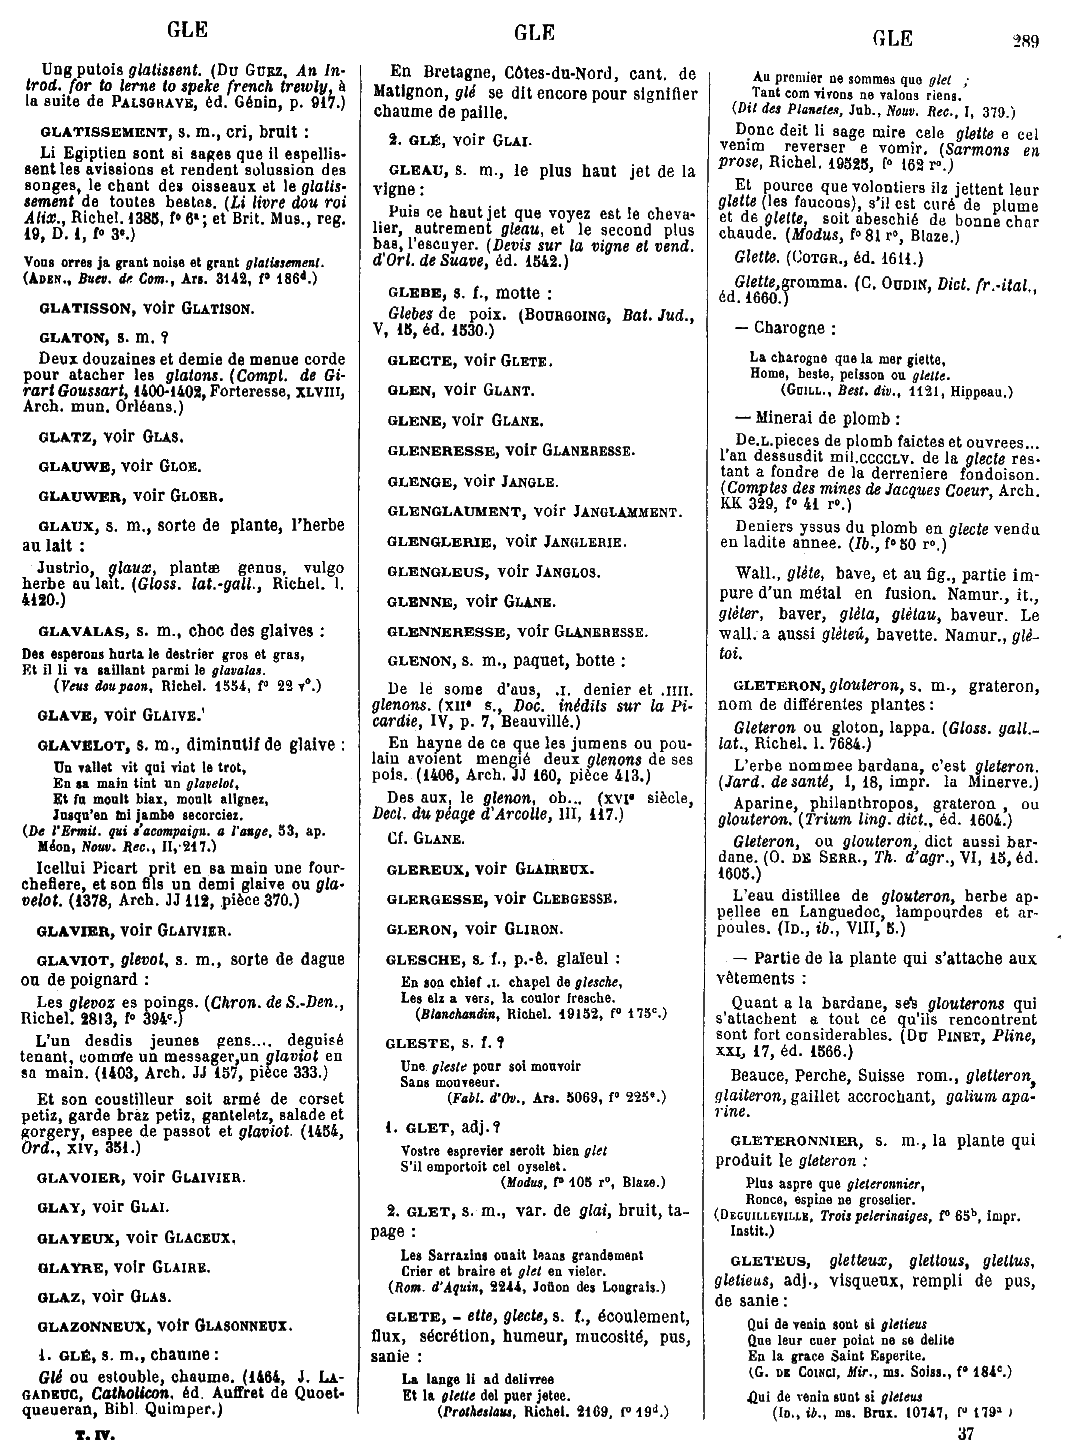 GLE
GLE
GLE
289
Ung putois glatissent. (DU GUEZ, An In-
trod. for to lerne to speke french trewly, à
la suite de PALSGRAVE, éd. Génin, p. 917.)
GLATISSEMENT, s. m., cri, bruit :
Li Egiptien sont si sages que il espellis-
sent les avissions et rendent solussion des
songes, le chant des oisseaux et le glatis-
sement de toutes bestes. (Li livre dou roi
Alix., Richel. 1385, f° 6ᵃ; et Brit. Mus., reg.
19, D. I, f° 3ᶜ.)
Vous orres ja grant noise et grant glatissement.
(ADEN., Buev. de Com., Ars. 3142, f° 186ᵈ.)
GLATISSON, voir GLATISON.
GLATON, s. m. ?
Deux douzaines et demie de menue corde
pour atacher les glatons. (Compt. de Gi-
rart Goussart, 1400-1402, Forteresse, XLVIII,
Arch. mun. Orléans.)
GLATZ, voir GLAS.
GLAUWE, voir GLOE.
GLAUWER, voir GLOER.
GLAUX, s. m., sorte de plante, l'herbe
au lait :
Justrio, glaux, plantæ genus, vulgo
herbe au lait. (Gloss. lat.-gall., Richel. l.
4120.)
GLAVALAS, s. m., choc des glaives :
Des esperons hurta le destrier gros et gras,
Et il li va saillant parmi le glavalas.
(Veus dou paon, Richel. 1554, f° 22 v°.)
GLAVE, voir GLAIVE.
GLAVELOT, s. m., diminutif de glaive :
Un vallet vit qui vint le trot,
En sa main tint un glavelot,
Et fu moult biax, moult alignez,
Jusqu'en mi jambe secorciez.
(De l'Ermit. qui s'acompaign. a l'ange, 53, ap.
Méon, Nouv. Rec., II, 217.)
Icellui Picart prit en sa main une four-
chefiere, et son fils un demi glaive ou gla-
velot. (1378, Arch. JJ 112, pièce 370.)
GLAVIER, voir GLAIVIER.
GLAVIOT, glevot, s. m., sorte de dague
ou de poignard :
Les glevoz es poings. (Chron. de S.-Den.,
Richel. 2813, f° 394ᶜ.)
L'un desdis jeunes gens.... deguisé
tenant, comme un messager, un glaviot en
sa main. (1403, Arch. JJ 157, pièce 333.)
Et son coustilleur soit armé de corset
petiz, garde braz petiz, ganteletz, salade et
gorgery, espee de passot et glaviot. (1454,
Ord., XIV, 351.)
GLAVOIER, voir GLAIVIER.
GLAY, voir GLAI.
GLAYEUX, voir GLACEUX.
GLAYRE, voir GLAIRE.
GLAZ, voir GLAS.
GLAZONNEUX, voir GLASONNEUX.
1. GLÉ, s. m., chaume :
Glé ou estouble, chaume. (1464, J. LA-
GADEUC, Catholicon, éd. Auffret de Quoet-
queueran, Bibl. Quimper.)
T. IV.
En Bretagne, Côtes-du-Nord, cant. de
Matignon, glé se dit encore pour signifier
chaume de paille.
2. GLÉ, voir GLAI.
GLEAU, s. m., le plus haut jet de la
vigne :
Puis ce haut jet que voyez est le cheva-
lier, autrement gleau, et le second plus
bas, l'escuyer. (Devis sur la vigne et vend.
d'Orl. de Suave, éd. 1542.)
GLEBE, s. f., motte :
Glebes de poix. (BOURGOING, Bat. Jud.,
V, 15, éd. 1530.)
GLECTE, voir GLETE.
GLEN, voir GLANT.
GLENE, voir GLANE.
GLENERESSE, voir GLANERESSE.
GLENGE, voir JANGLE.
GLENGLAUMENT, voir JANGLAMMENT.
GLENGLERIE, voir JANGLERIE.
GLENGLEUS, voir JANGLOS.
GLENNE, voir GLANE.
GLENNERESSE, voir GLANERESSE.
GLENON, s. m., paquet, botte :
De le some d'aus, .I. denier et .IIII.
glenons. (XIIᵉ s., Doc. inédits sur la Pi-
cardie, IV, p. 7, Beauvillé.)
En hayne de ce que les jumens ou pou-
lain avoient mengié deux glenons de ses
pois. (1406, Arch. JJ 160, pièce 413.)
Des aux, le glenon, ob... (XVIᵉ siècle,
Decl. du péage d'Arcolle, III, 117.)
Cf. GLANE.
GLEREUX, voir GLAIREUX.
GLERGESSE, voir CLERGESSE.
GLERON, voir GLIRON.
GLESCHE, s. f., p.-ê. glaïeul :
En son chief .I. chapel de glesche,
Les elz a vers, la coulor fresche.
(Blanchandin, Richel. 19152, f° 175ᶜ.)
GLESTE, s. f. ?
Une gleste pour soi mouvoir
Sans mouveeur.
(Fabl. d'Ov., Ars. 5069, f° 225ᵉ.)
1. GLET, adj. ?
Vostre esprevier seroit bien glet
S'il emportoit cel oyselet.
(Modus, f° 105 r°, Blaze.)
2. GLET, s. m., var. de glai, bruit, ta-
page :
Les Sarrazins ouait leans grandement
Crier et braire et glet en vieler.
(Rom. d'Aquin, 2244, Joüon des Longrais.)
GLETE, - ette, glecte, s. f., écoulement,
flux, sécrétion, humeur, mucosité, pus,
sanie :
La lange li ad delivree
Et la glette del puer jetee.
(Protheslaus, Richel. 2169, f° 19ᵈ.)
Au premier ne sommes que glet ;
Tant com vivons ne valons riens.
(Dit des Planetes, Jub., Nouv. Rec., I, 379.)
Donc deit li sage mire cele glette e cel
venim reverser e vomir. (Sarmons en
prose, Richel. 19525, f° 162 r°.)
Et pource que volontiers ilz jettent leur
glette (les faucons), s'il est curé de plume
et de glette, soit abeschié de bonne char
chaude. (Modus, f° 81 r°, Blaze.)
Glette. (COTGR., éd. 1611.)
Glette, gromma. (C. OUDIN, Dict. fr.-ital.,
éd. 1660.)
— Charogne :
La charogne que la mer giette,
Home, beste, peisson ou glette.
(GUILL., Best. div., 1121, Hippeau.)
— Minerai de plomb :
De .L. pieces de plomb faictes et ouvrees...
l'an dessusdit mil.CCCCLV. de la glecte res-
tant a fondre de la derreniere fondoison.
(Comptes des mines de Jacques Coeur, Arch.
KK 329, f° 41 r°.)
Deniers yssus du plomb en glecte vendu
en ladite annee. (Ib., f° 50 r°.)
Wall., glète, bave, et au fig., partie im-
pure d'un métal en fusion. Namur., it.,
glèter, baver, glèla, glètau, baveur. Le
wall. a aussi glèteû, bavette. Namur., glè-
toi.
GLETERON, glouteron, s. m., grateron,
nom de différentes plantes :
Gleteron ou gloton, lappa. (Gloss. gall.-
lat., Richel. l. 7684.)
L'erbe nommee bardana, c'est gleteron.
(Jard. de santé, I, 18, impr. la Minerve.)
Aparine, philanthropos, grateron, ou
glouteron. (Trium ling. dict., éd. 1604.)
Gleteron, ou glouteron, dict aussi bar-
dane. (O. DE SERR., Th. d'agr., VI, 15, éd.
1605.)
L'eau distillee de glouteron, herbe ap-
pellee en Languedoc, lampourdes et ar-
poules. (ID., ib., VIII, 5.)
— Partie de la plante qui s'attache aux
vêtements :
Quant a la bardane, ses glouterons qui
s'attachent a tout ce qu'ils rencontrent
sont fort considerables. (DU PINET, Pline,
XXI, 17, éd. 1566.)
Beauce, Perche, Suisse rom., gletteron,
glaiteron, gaillet accrochant, galium apa-
rine.
GLETERONNIER, s. m., la plante qui
produit le gleteron :
Plus aspre que gleteronnier,
Ronce, espine ne groselier.
(DEGUILLEVILLE, Trois pelerinaiges, f° 65ᵇ, impr.
Instit.)
GLETEUS, gletteux, glettous, glettus,
gletieus, adj., visqueux, rempli de pus,
de sanie :
Qui de venin sont si gletieus
Que leur cuer point ne se delite
En la grace Saint Esperite.
(G. DE COINCI, Mir., ms. Soiss., f° 184ᶜ.)
Qui de venin sunt si gleteus
(ID., ib., ms. Brux. 10747, f° 179ᵃ.)
37